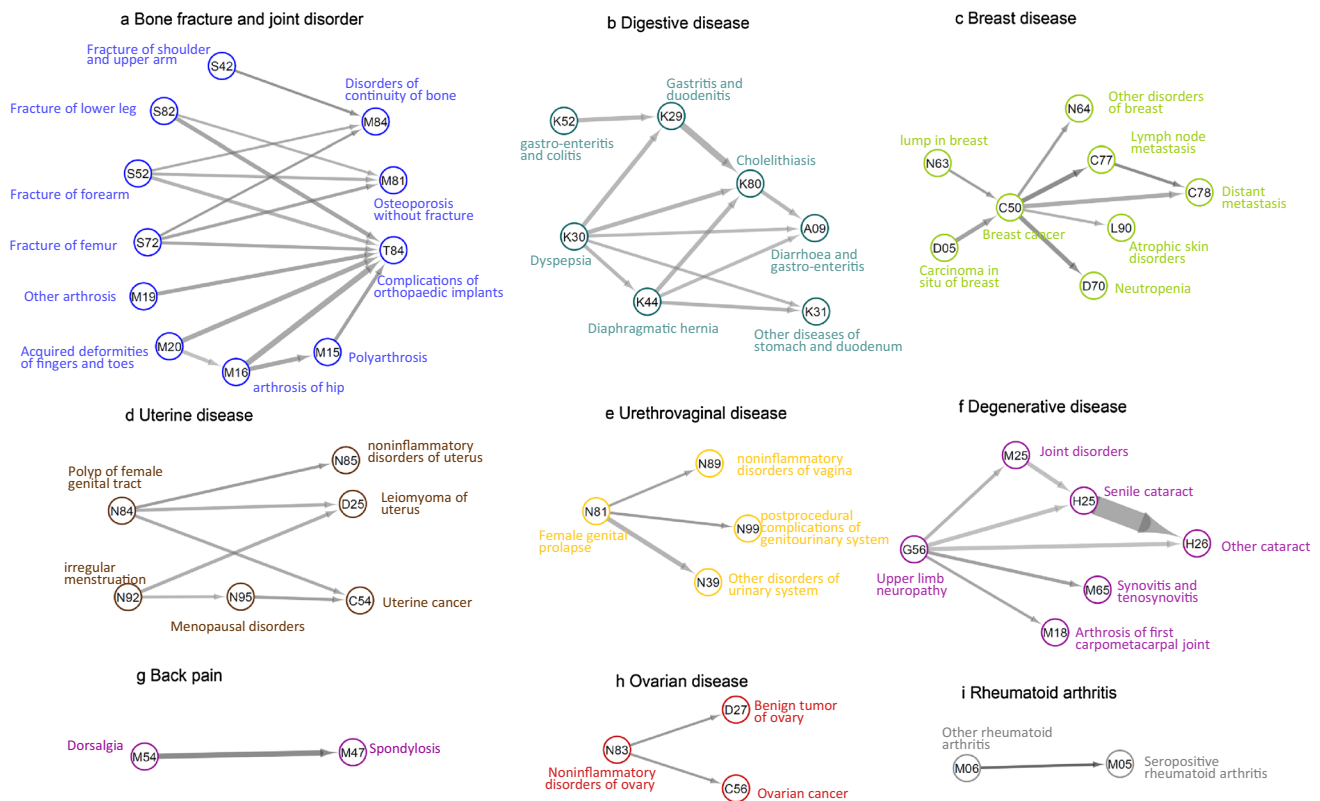 a Bone fracture and joint disorder
Fracture of shoulder
and upper arm
S42
Disorders of
continuity of bone
Fracture of lower leg
S82
M84
S52
M81
Fracture of forearm
Osteoporosis
without fracture
Fracture of femur
S72
T84
Complications of
orthopaedic implants
Other arthrosis
M19
M20
M15
Acquired deformities
of fingers and toes
Polyarthrosis
M16
arthrosis of hip
b Digestive disease
Gastritis and
duodenitis
K52
K29
gastro-enteritis
and colitis
Cholelithiasis
K80
K30
A09
Dyspepsia
Diarrhoea and
gastro-enteritis
K44
K31
Diaphragmatic hernia
Other diseases of
stomach and duodenum
c Breast disease
N64
Other disorders
of breast
lump in breast
N63
C77
Lymph node
metastasis
C78
Distant
metastasis
C50
Breast cancer
L90
Atrophic skin
disorders
D05
Carcinoma in
situ of breast
D70
Neutropenia
d Uterine disease
Polyp of female
genital tract
N85
noninflammatory
disorders of uterus
N84
D25
Leiomyoma of
uterus
irregular
menstruation
N92
N95
C54
Uterine cancer
Menopausal disorders
e Urethrovaginal disease
N89
noninflammatory
disorders of vagina
N81
Female genital
prolapse
N99
postprocedural
complications of
genitourinary system
N39
Other disorders of
urinary system
f Degenerative disease
M25
Joint disorders
H25
Senile cataract
G56
H26
Other cataract
Upper limb
neuropathy
M65
Synovitis and
tenosynovitis
M18
Arthrosis of first
carpometacarpal joint
g Back pain
Dorsalgia
M54
M47
Spondylosis
h Ovarian disease
D27
Benign tumor
of ovary
N83
Noninflammatory
disorders of ovary
C56
Ovarian cancer
i Rheumatoid arthritis
Other rheumatoid
arthritis
M06
M05
Seropositive
rheumatoid arthritis